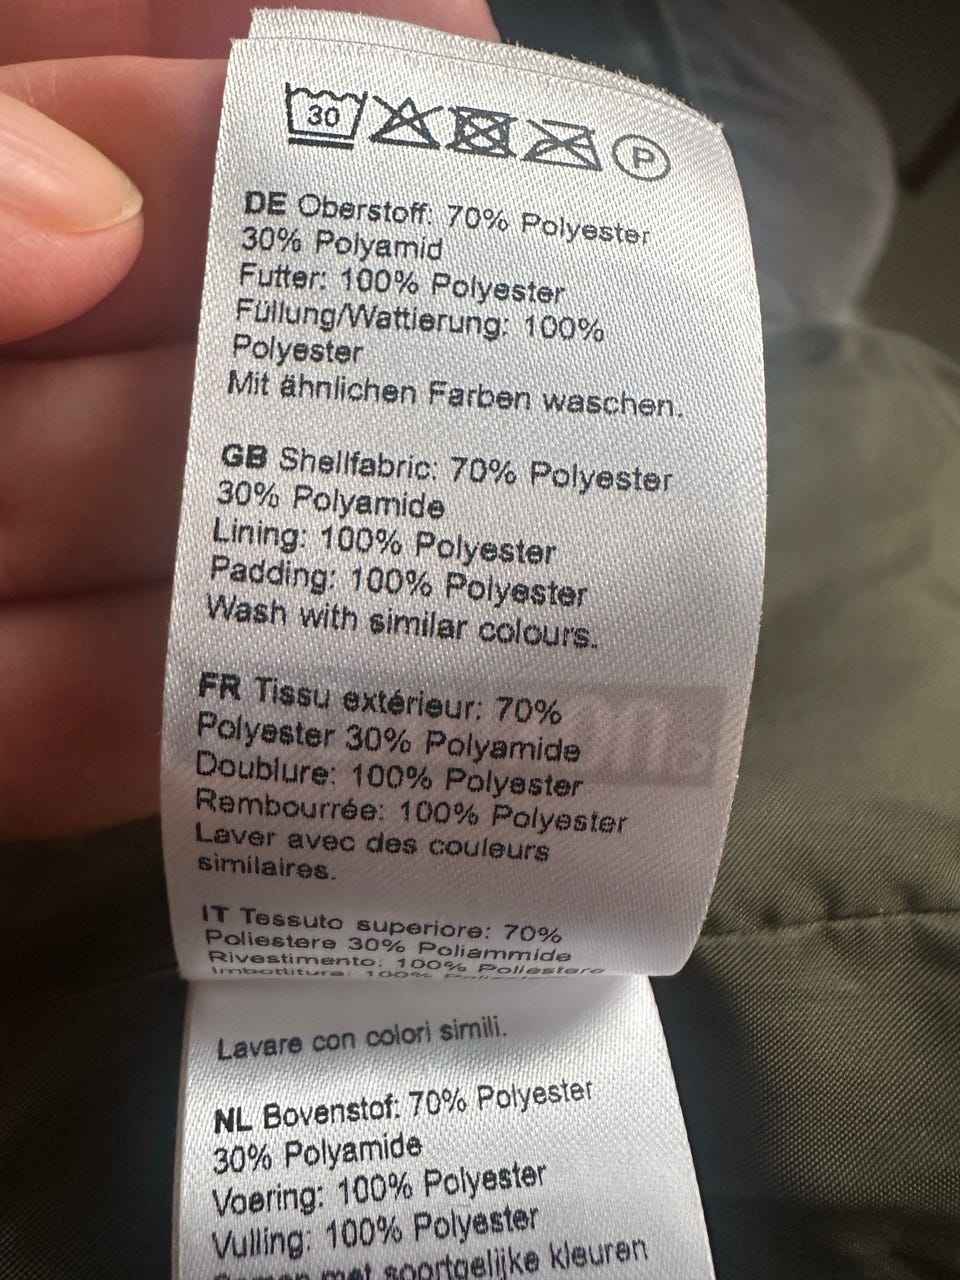 30
P
DE Oberstoff: 70% Polyester
30% Polyamid
Futter: 100% Polyester
Füllung/Wattierung: 100%
Polyester
Mit ähnlichen Farben waschen.
GB Shellfabric: 70% Polyester
30% Polyamide
Lining: 100% Polyester
Padding: 100% Polyester
Wash with similar colours.
FR Tissu extérieur: 70%
Polyester 30% Polyamide
Doublure: 100% Polyester
Rembourrée: 100% Polyester
Laver avec des couleurs
similaires.
IT Tessuto superiore: 70%
Poliestere 30% Poliammide
Rivestimento: 100% Poliestere
Imbottitura: 100% Poliestere
Lavare con colori simili.
NL Bovenstof: 70% Polyester
30% Polyamide
Voering: 100% Polyester
Vulling: 100% Polyester
met soortgelijke kleuren